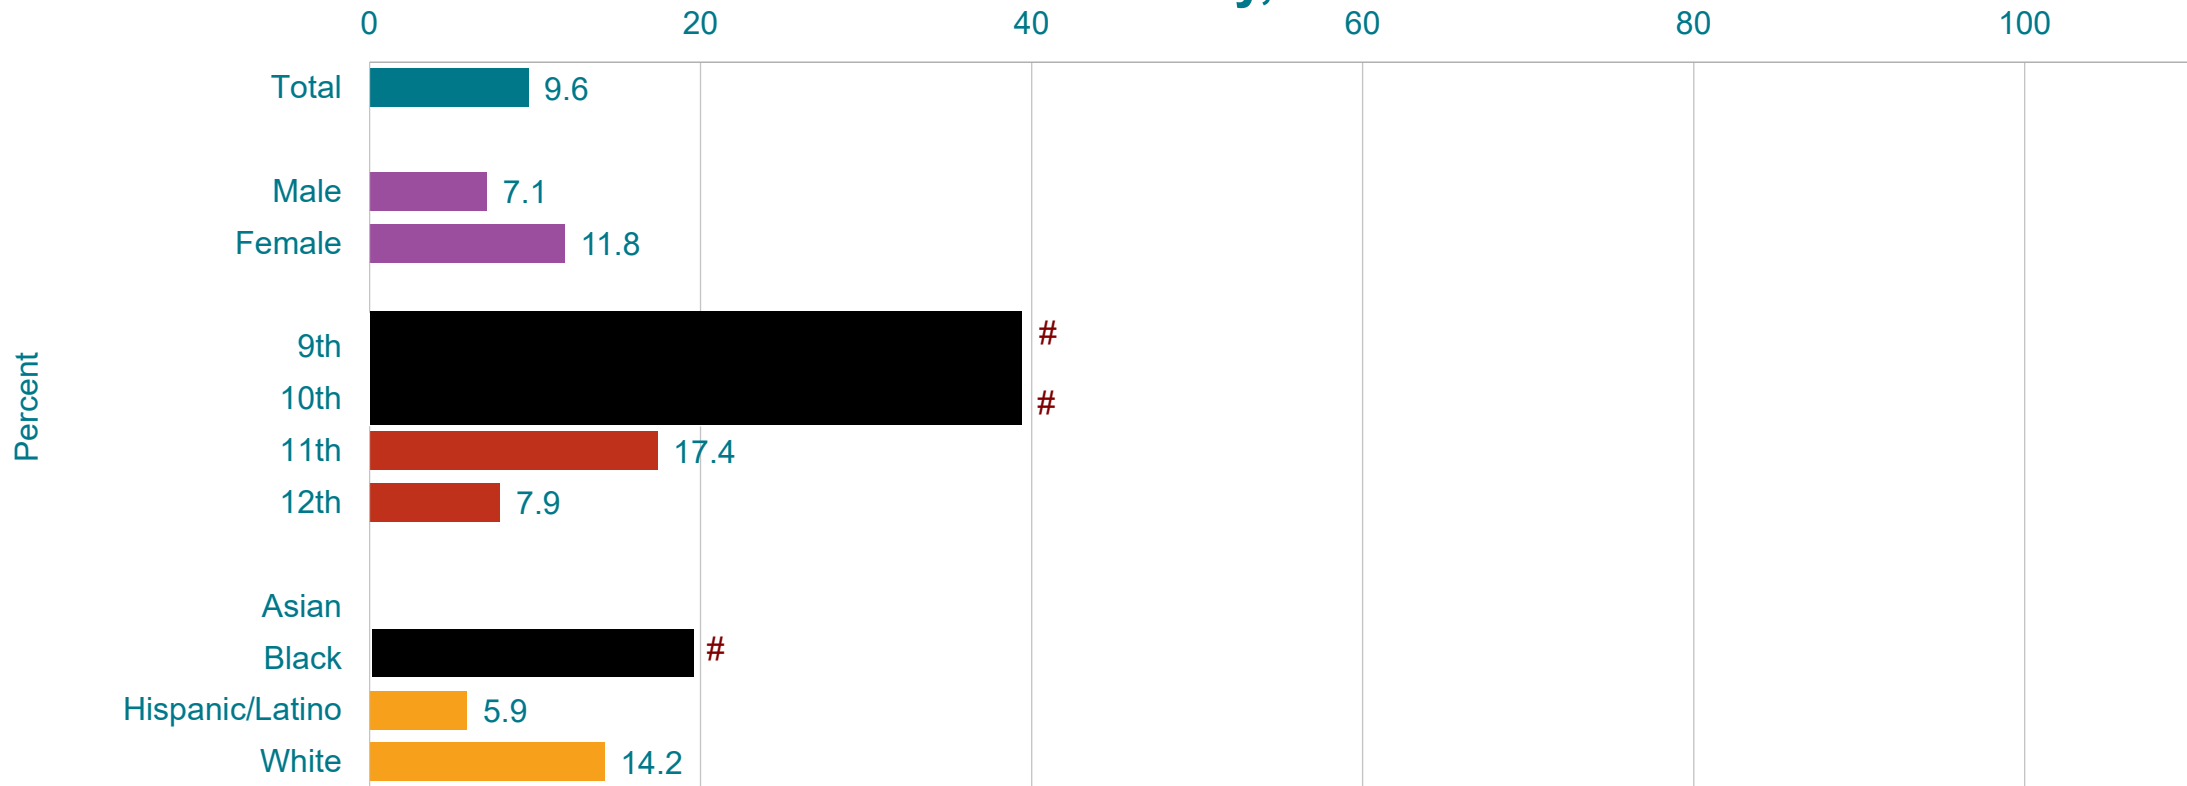 0 20 40 60 80 100
Total 9.6
Male 7.1
Female 11.8
9th #
10th #
11th 17.4
12th 7.9
Asian
Black #
Hispanic/Latino 5.9
White 14.2
Percent